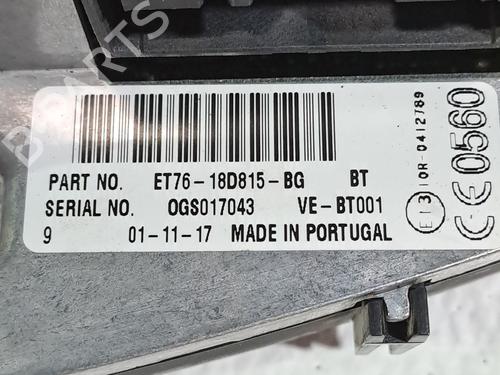 B-PARTS
PART NO. ET76-18D815-BG BT
SERIAL NO. OGS017043 VE-BT001
9 01-11-17 MADE IN PORTUGAL
E13 10R-0412789
CE0560